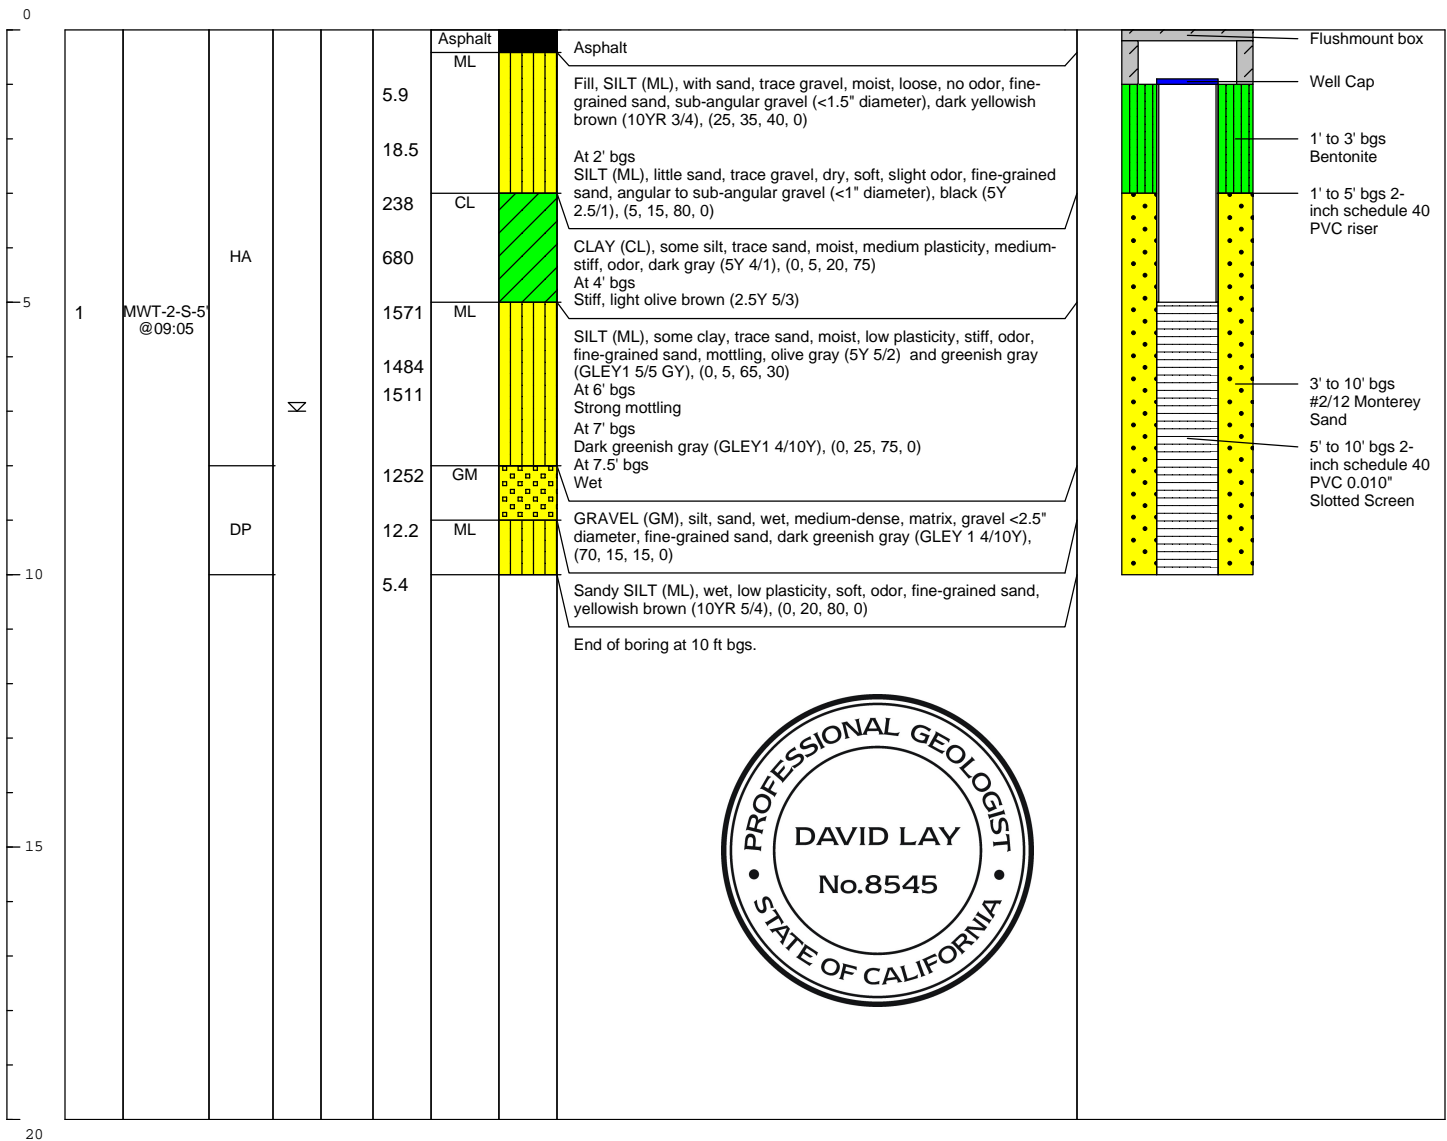 0
5
10
15
20
1
MWT-2-S-5'
@09:05
HA
DP
5.9
18.5
238
680
1571
1484
1511
1252
12.2
5.4
Asphalt
ML
CL
ML
GM
ML
Asphalt
Fill, SILT (ML), with sand, trace gravel, moist, loose, no odor, fine-
grained sand, sub-angular gravel (<1.5" diameter), dark yellowish
brown (10YR 3/4), (25, 35, 40, 0)
At 2' bgs
SILT (ML), little sand, trace gravel, dry, soft, slight odor, fine-grained
sand, angular to sub-angular gravel (<1" diameter), black (5Y
2.5/1), (5, 15, 80, 0)
CLAY (CL), some silt, trace sand, moist, medium plasticity, medium-
stiff, odor, dark gray (5Y 4/1), (0, 5, 20, 75)
At 4' bgs
Stiff, light olive brown (2.5Y 5/3)
SILT (ML), some clay, trace sand, moist, low plasticity, stiff, odor,
fine-grained sand, mottling, olive gray (5Y 5/2) and greenish gray
(GLEY1 5/5 GY), (0, 5, 65, 30)
At 6' bgs
Strong mottling
At 7' bgs
Dark greenish gray (GLEY1 4/10Y), (0, 25, 75, 0)
At 7.5' bgs
Wet
GRAVEL (GM), silt, sand, wet, medium-dense, matrix, gravel <2.5"
diameter, fine-grained sand, dark greenish gray (GLEY 1 4/10Y),
(70, 15, 15, 0)
Sandy SILT (ML), wet, low plasticity, soft, odor, fine-grained sand,
yellowish brown (10YR 5/4), (0, 20, 80, 0)
End of boring at 10 ft bgs.
PROFESSIONAL GEOLOGIST
DAVID LAY
No.8545
STATE OF CALIFORNIA
Flushmount box
Well Cap
1' to 3' bgs
Bentonite
1' to 5' bgs 2-
inch schedule 40
PVC riser
3' to 10' bgs
#2/12 Monterey
Sand
5' to 10' bgs 2-
inch schedule 40
PVC 0.010"
Slotted Screen